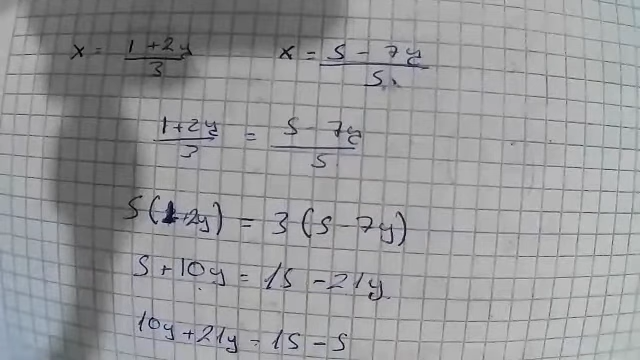 x = (1+2y)/3    x = (5-7y)/5
(1+2y)/3 = (5-7y)/5
5(1+2y) = 3(5-7y)
5+10y = 15-21y
10y+21y = 15-5